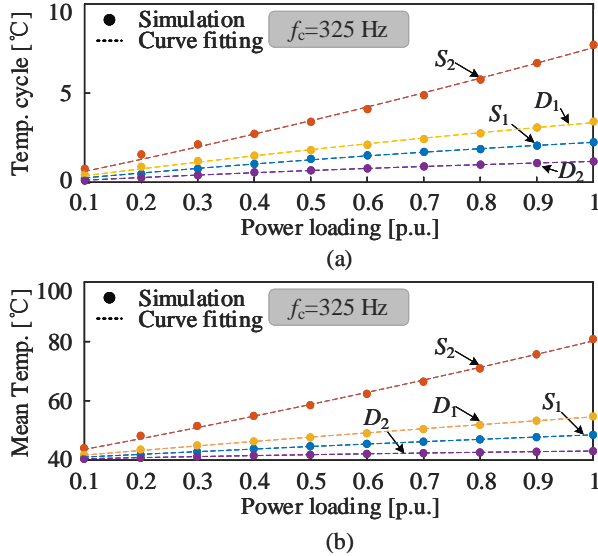 (a)
Simulation
Curve fitting
fc=325 Hz
Temp. cycle [℃]
10
5
0
S2
S1
D1
D2
0.1 0.2 0.3 0.4 0.5 0.6 0.7 0.8 0.9 1
Power loading [p.u.]
(a)
Simulation
Curve fitting
fc=325 Hz
Mean Temp. [℃]
100
80
60
40
S2
D2
D1
S1
0.1 0.2 0.3 0.4 0.5 0.6 0.7 0.8 0.9 1
Power loading [p.u.]
(b)